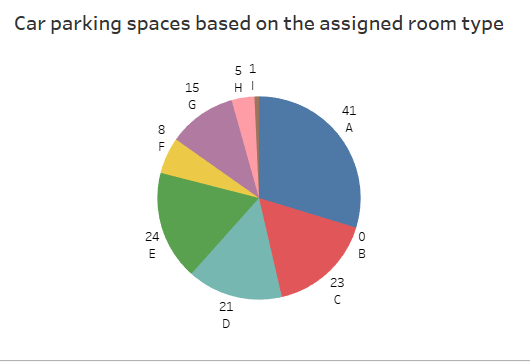 Car parking spaces based on the assigned room type
5 1
H I
15
G
41
A
8
F
24
E
0
B
23
C
21
D